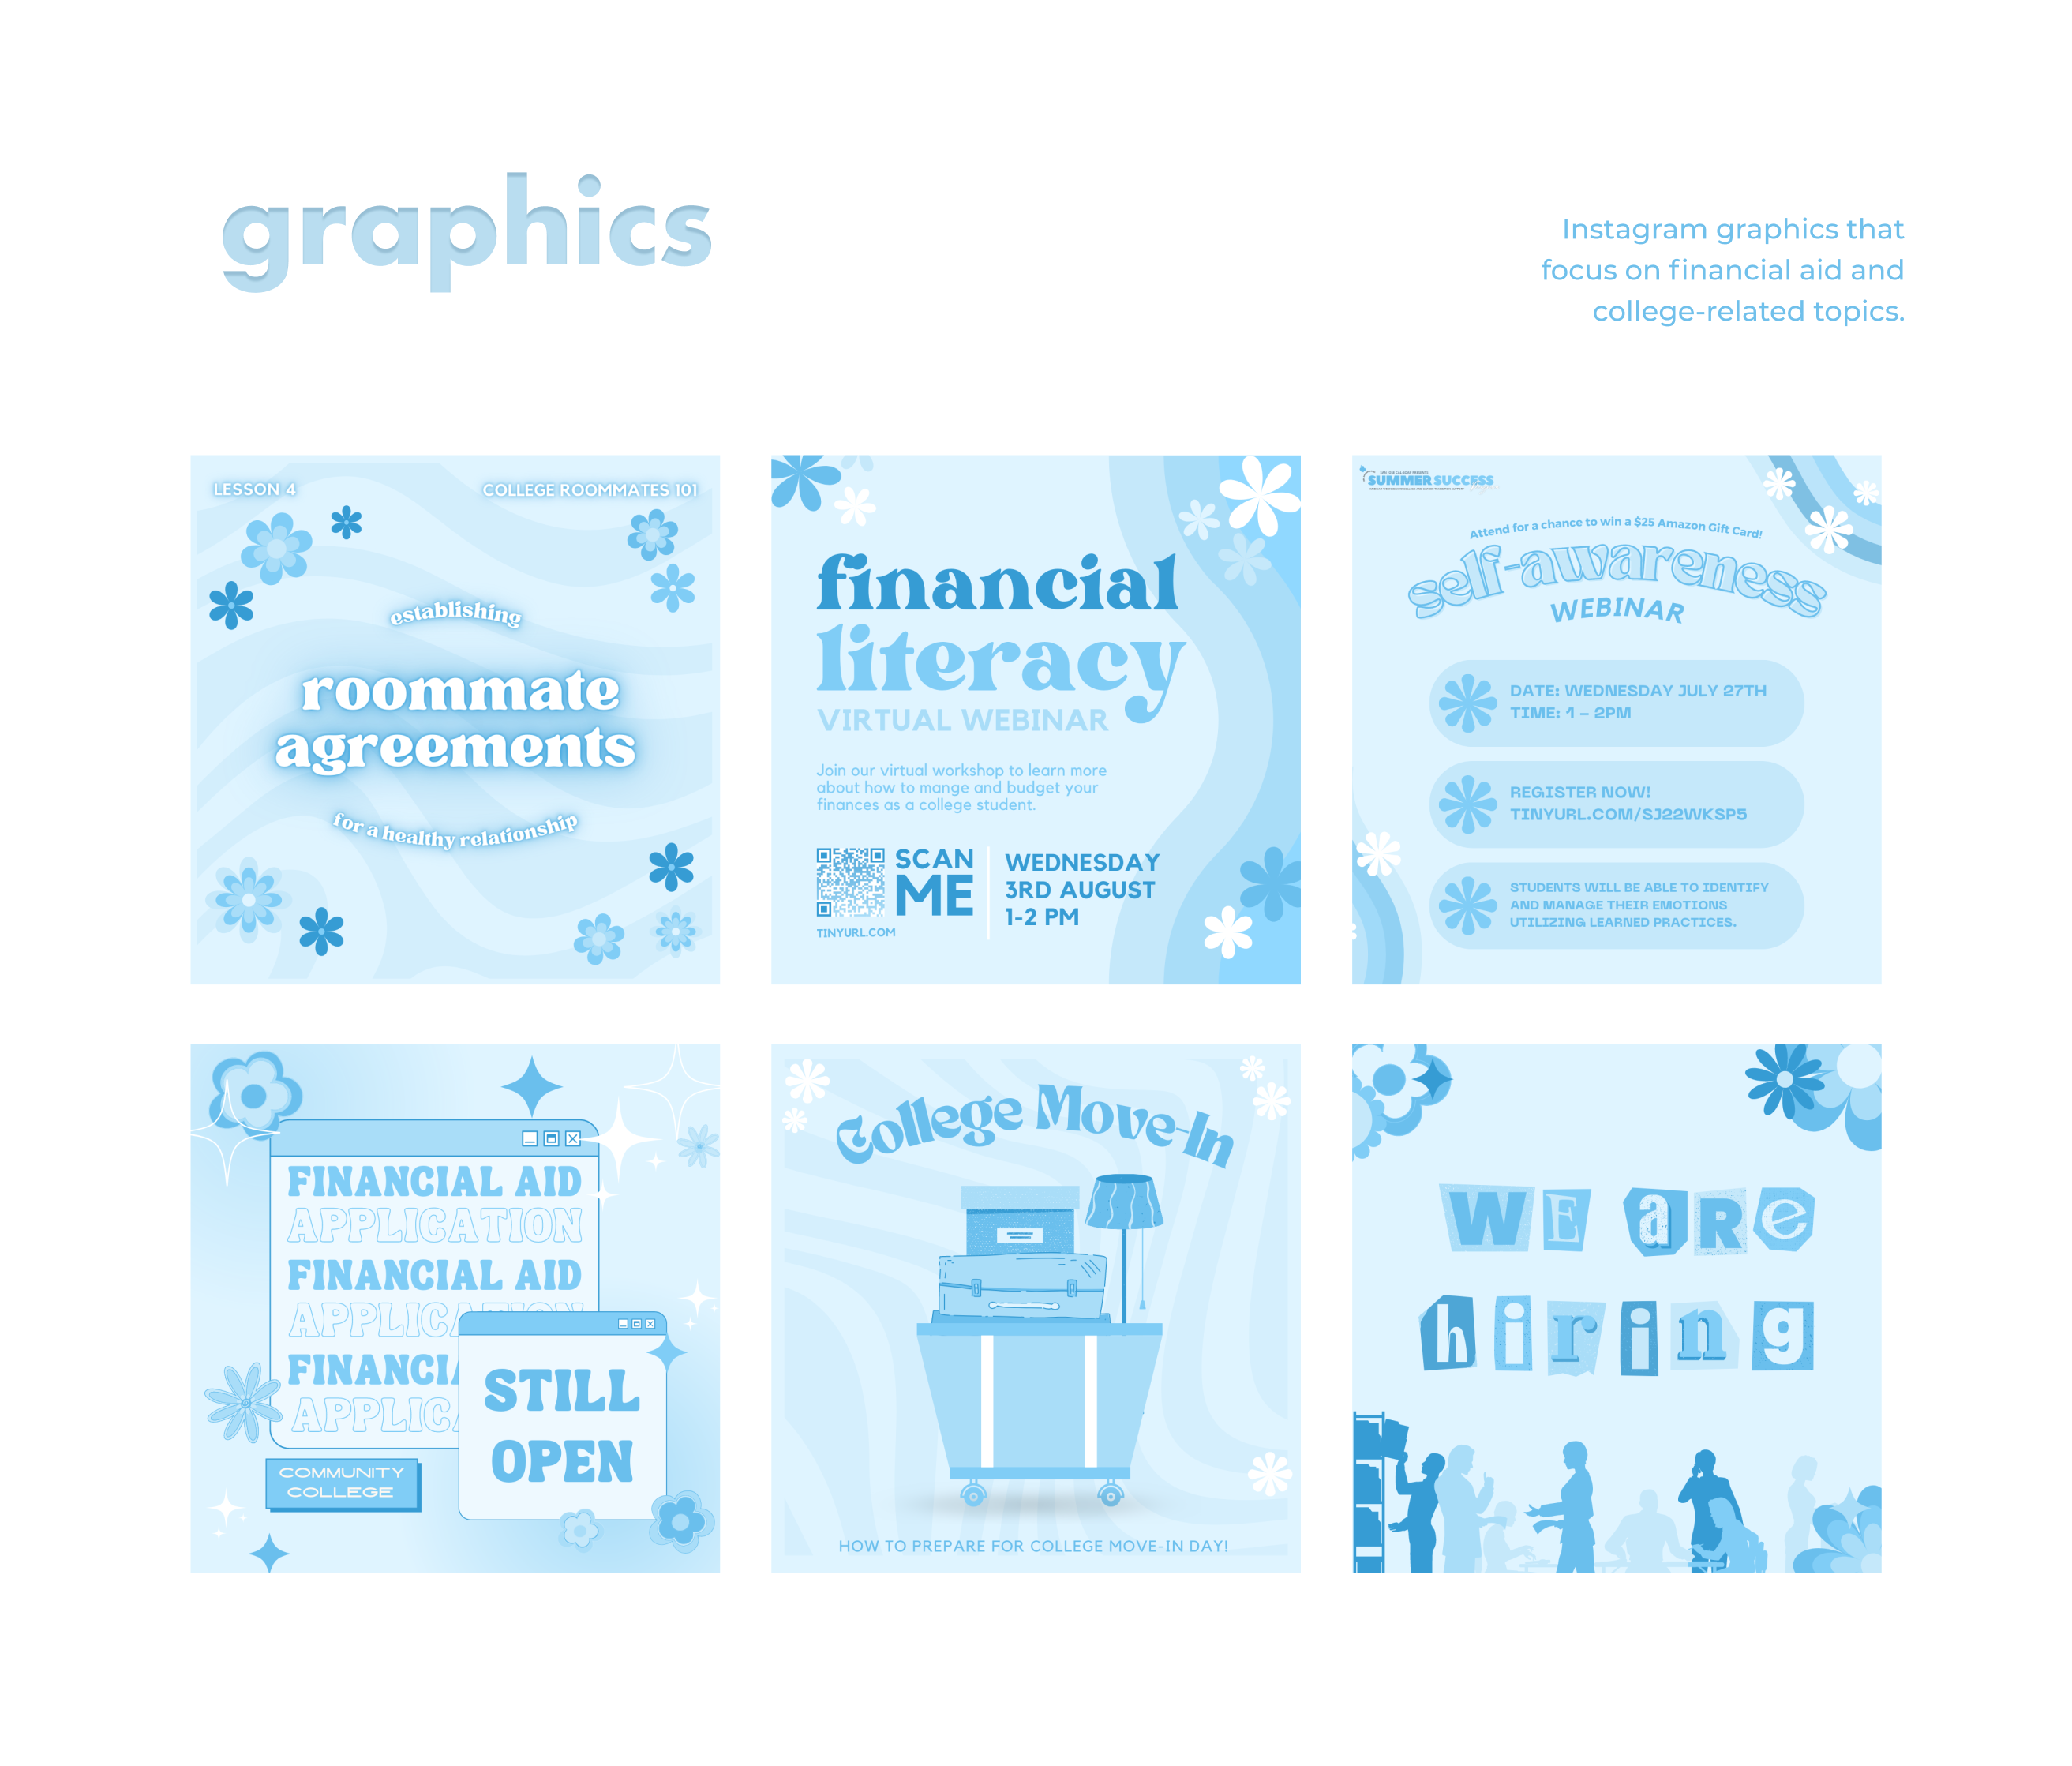 graphics
Instagram graphics that
focus on financial aid and
college-related topics.
LESSON 4
COLLEGE ROOMMATES 101
establishing
roommate
agreements
for a healthy relationship
financial
literacy
VIRTUAL WEBINAR
Join our virtual workshop to learn more
about how to mange and budget your
finances as a college student.
SCAN
ME
TINYURL.COM
WEDNESDAY
3RD AUGUST
1-2 PM
SUMMER SUCCESS
Attend for a chance to win a $25 Amazon Gift Card!
self-awareness
WEBINAR
DATE: WEDNESDAY JULY 27TH
TIME: 1 – 2PM
REGISTER NOW!
TINYURL.COM/SJ22WKSP5
STUDENTS WILL BE ABLE TO IDENTIFY
AND MANAGE THEIR EMOTIONS
UTILIZING LEARNED PRACTICES.
FINANCIAL AID
APPLICATION
FINANCIAL AID
APPLICATION
FINANCI
APPLICA
STILL
OPEN
COMMUNITY
COLLEGE
College Move-In
HOW TO PREPARE FOR COLLEGE MOVE-IN DAY!
WE aRe
hiring